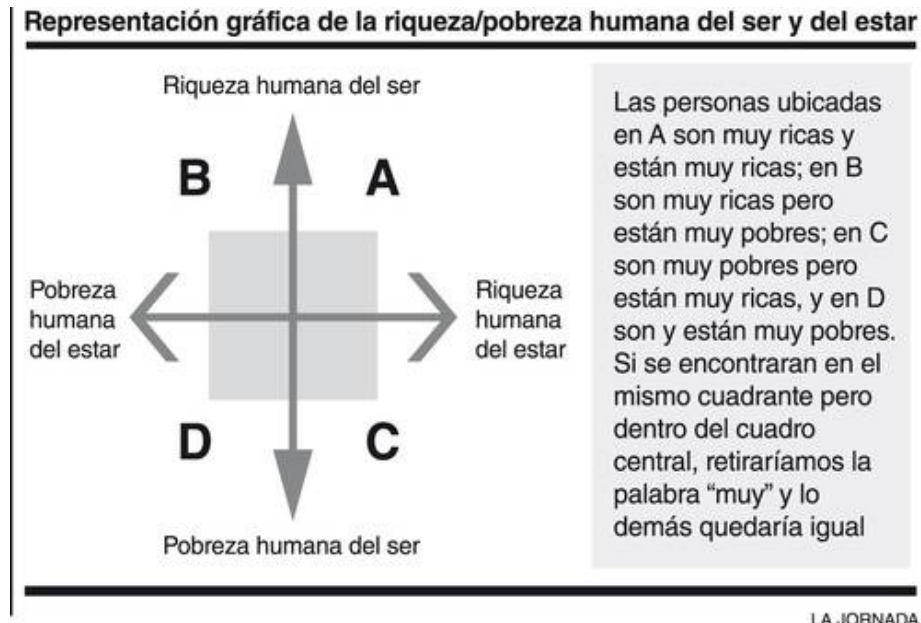 Representación gráfica de la riqueza/pobreza humana del ser y del estar
Riqueza humana del ser
B
A
Pobreza
humana
del estar
Riqueza
humana
del estar
D
C
Pobreza humana del ser
Las personas ubicadas
en A son muy ricas y
están muy ricas; en B
son muy ricas pero
están muy pobres; en C
son muy pobres pero
están muy ricas, y en D
son y están muy pobres.
Si se encontraran en el
mismo cuadrante pero
dentro del cuadro
central, retiraríamos la
palabra “muy” y lo
demás quedaría igual
LA JORNADA